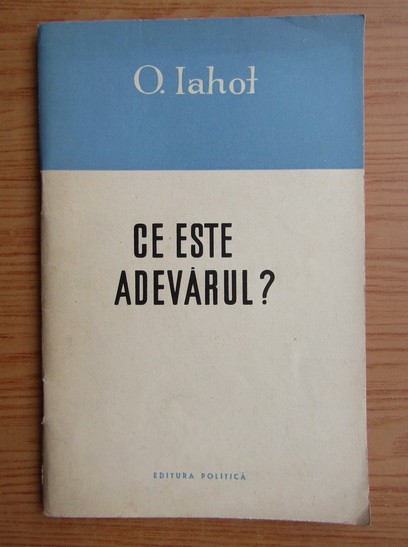 O. Iahot
CE ESTE
ADEVĂRUL?
EDITURA POLITICĂ